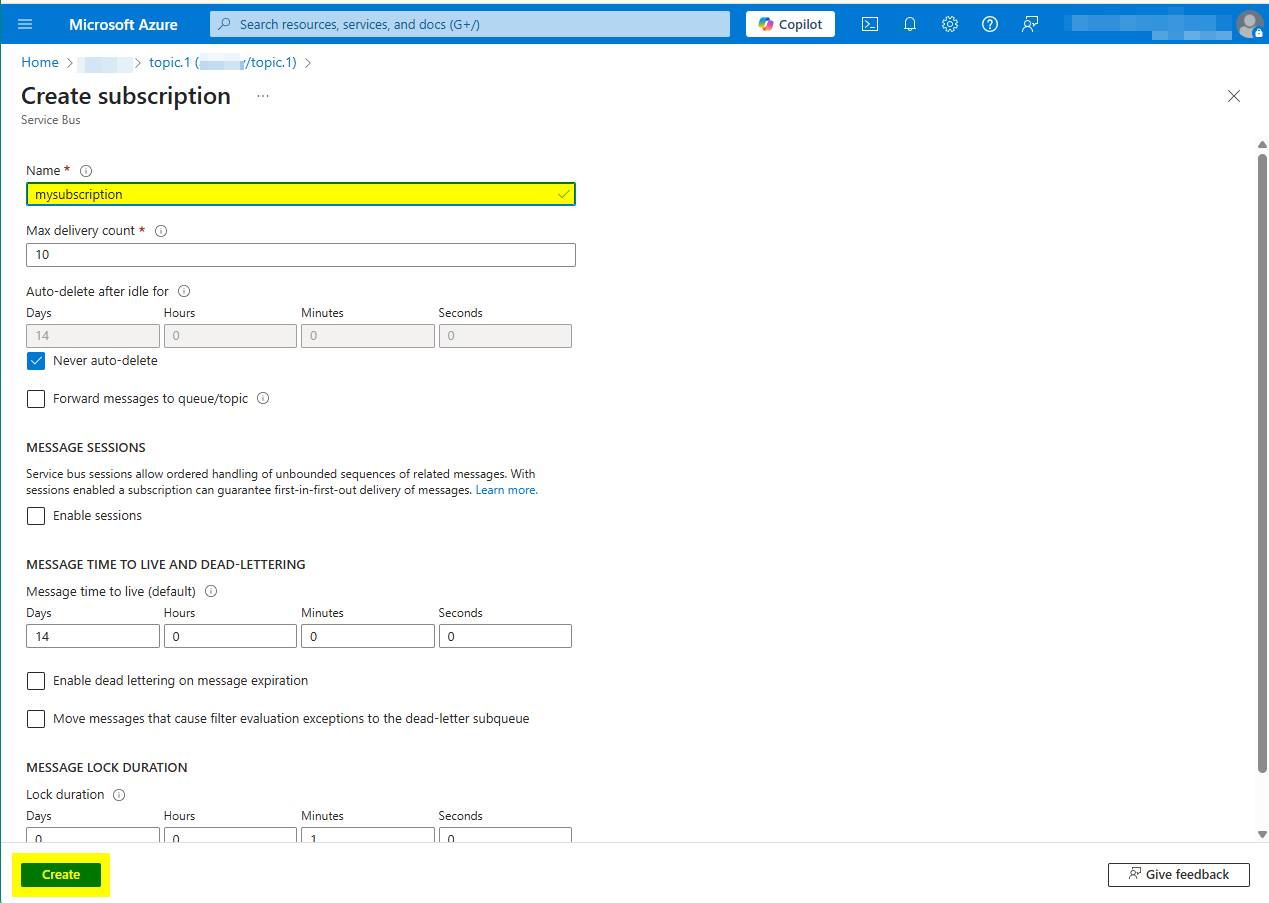 Microsoft Azure
Search resources, services, and docs (G+/)
Copilot
Home > > topic.1 ( /topic.1) >
Create subscription ...
Service Bus
Name *
mysubscription
Max delivery count *
10
Auto-delete after idle for
Days Hours Minutes Seconds
14 0 0 0
Never auto-delete
Forward messages to queue/topic
MESSAGE SESSIONS
Service bus sessions allow ordered handling of unbounded sequences of related messages. With
sessions enabled a subscription can guarantee first-in-first-out delivery of messages. Learn more.
Enable sessions
MESSAGE TIME TO LIVE AND DEAD-LETTERING
Message time to live (default)
Days Hours Minutes Seconds
14 0 0 0
Enable dead lettering on message expiration
Move messages that cause filter evaluation exceptions to the dead-letter subqueue
MESSAGE LOCK DURATION
Lock duration
Days Hours Minutes Seconds
0 0 1 0
Create
Give feedback